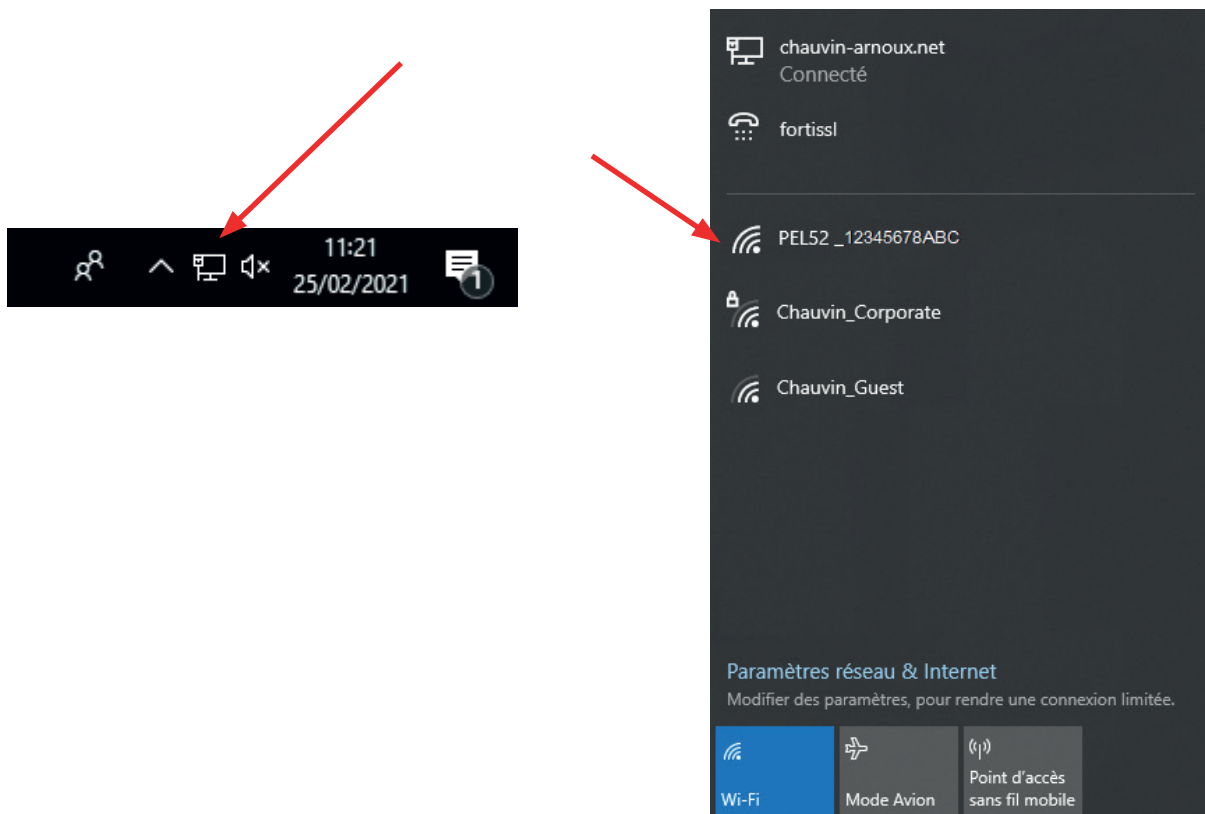 11:21
25/02/2021
1
chauvin-arnoux.net
Connecté
fortissl
PEL52 _12345678ABC
Chauvin_Corporate
Chauvin_Guest
Paramètres réseau & Internet
Modifier des paramètres, pour rendre une connexion limitée.
Wi-Fi
Mode Avion
Point d'accès
sans fil mobile